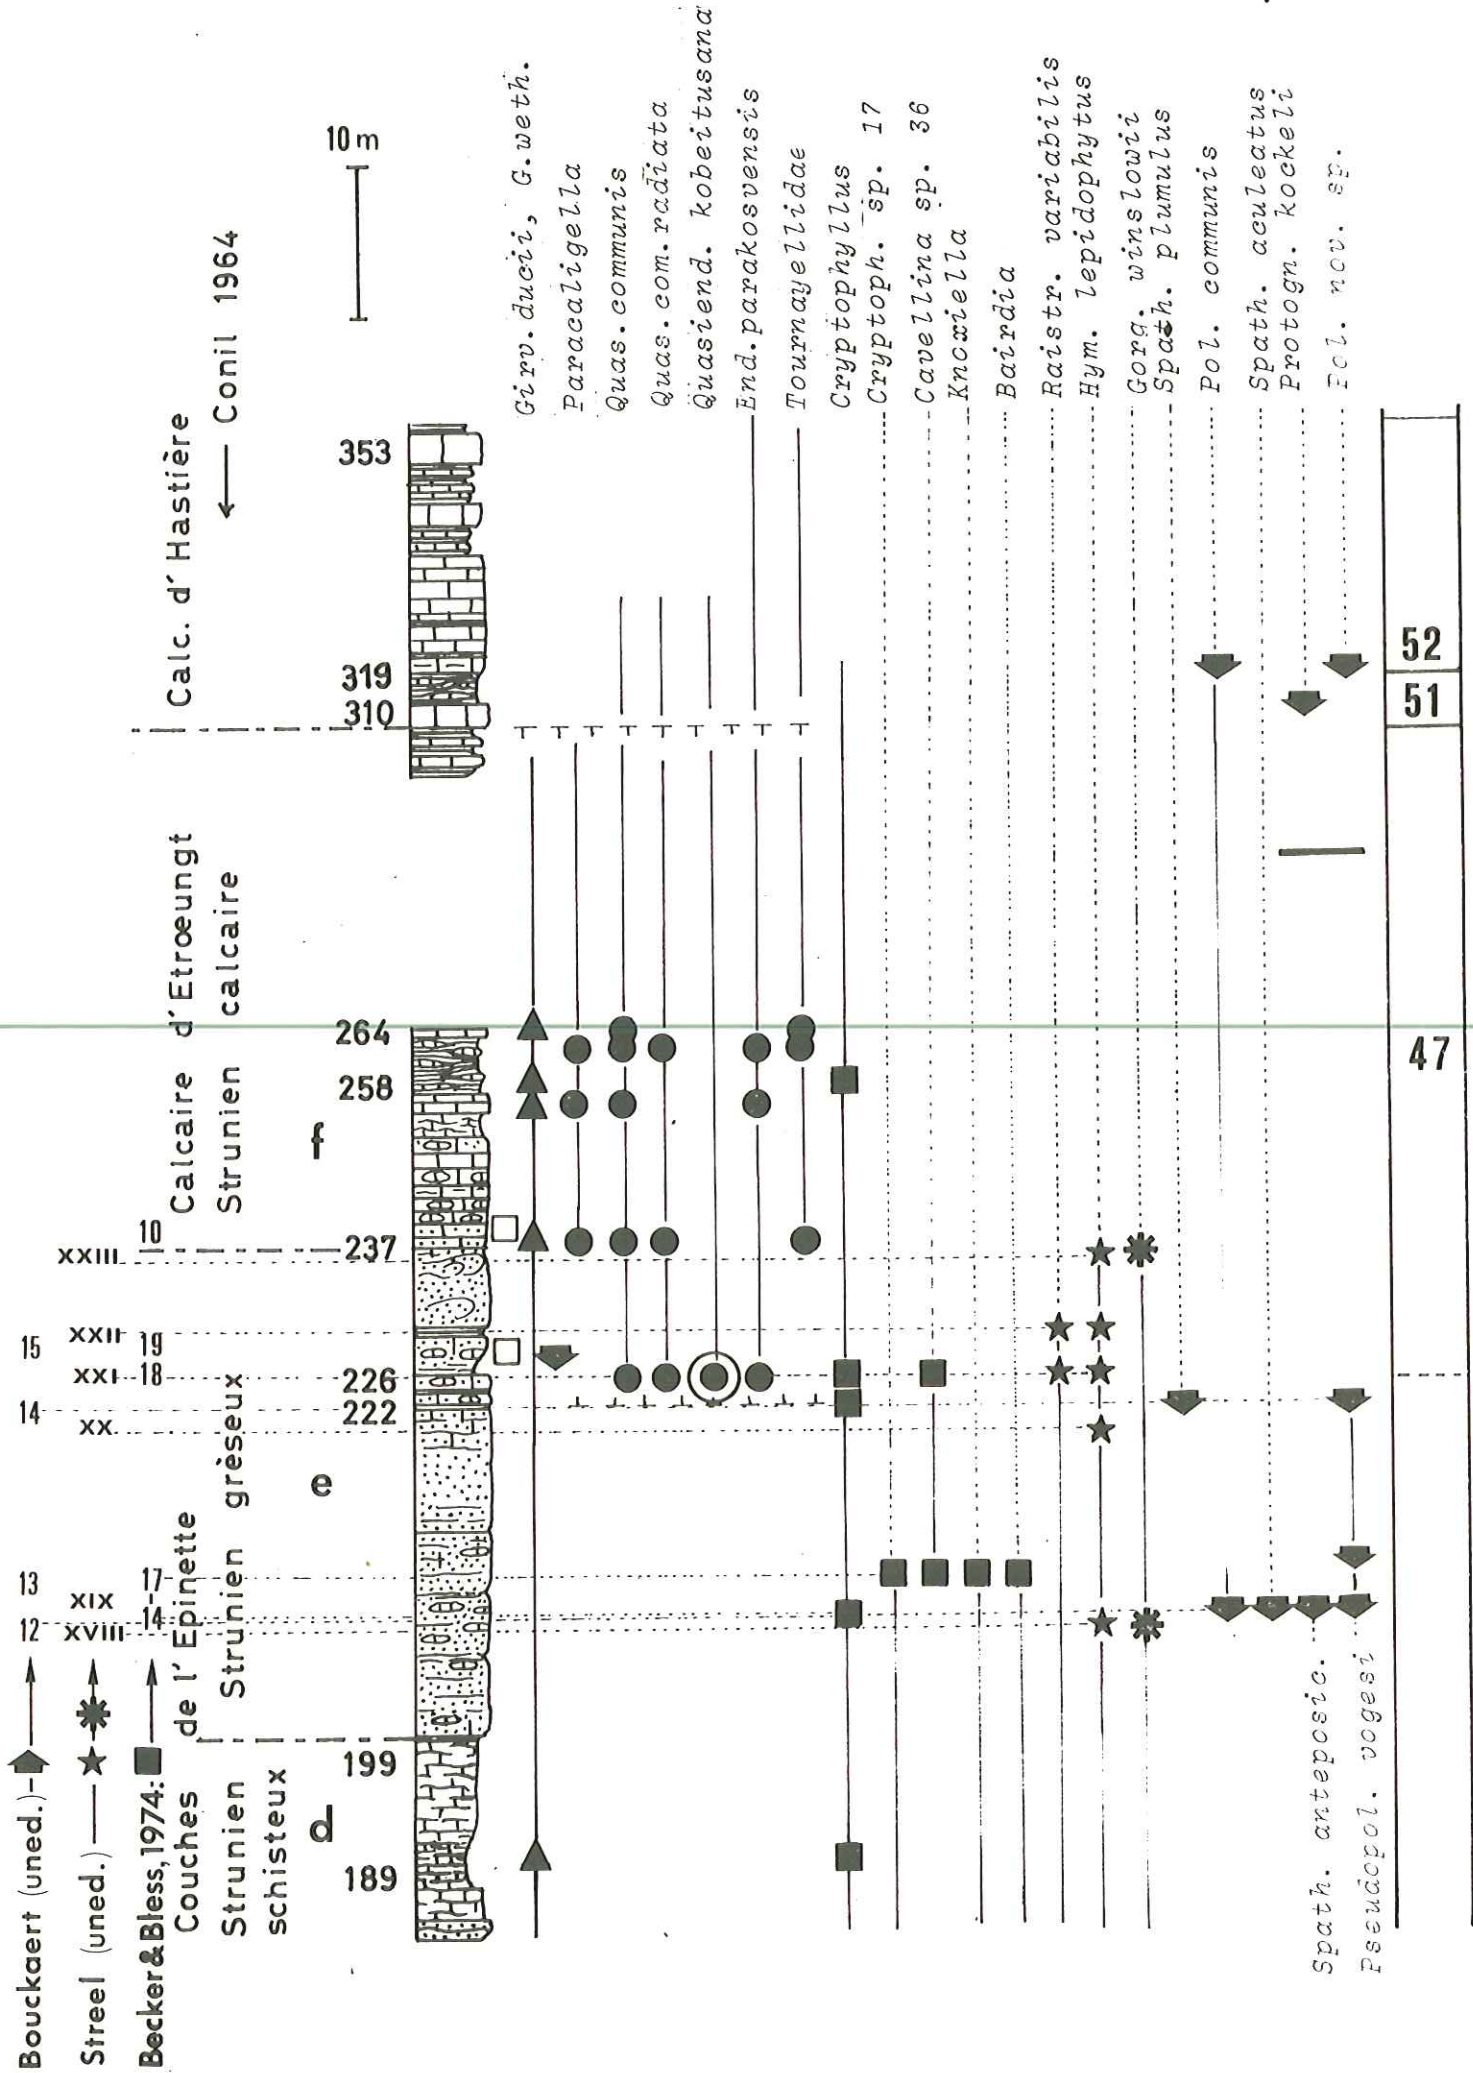 10 m
Calc. d'Hastière
← Conil 1964
Girv. ducii, G.weth.
Paracaligella
Quas.communis
Quas.com.radiata
Quasiend. kobeitusana
End.parakosvensis
Tournayellidae
Cryptophyllus
Cryptoph. sp. 17
Cavellina sp. 36
Knoxiella
Bairdia
Raistr. variabilis
Hym. lepidophytus
Gorg. winslowii
Spath. plumulus
Pol. communis
Spath. aculeatus
Protogn. kockeli
Pol. nov. sp.
353
319
310
52
51
Calcaire d'Etrœungt
Strunien calcaire
264
258
47
f
10
237
XXIII
15
XXII
19
XXI
18
226
14
222
XX
e
13
XIX
17
12
XVIII
14
Couches de l'Epinette
Strunien grèseux
199
Strunien
schisteux
d
189
Bouckaert (uned.)
Streel (uned.)
Becker&Bless,1974:
Spath. anteposic.
Pseudopol. vogesi